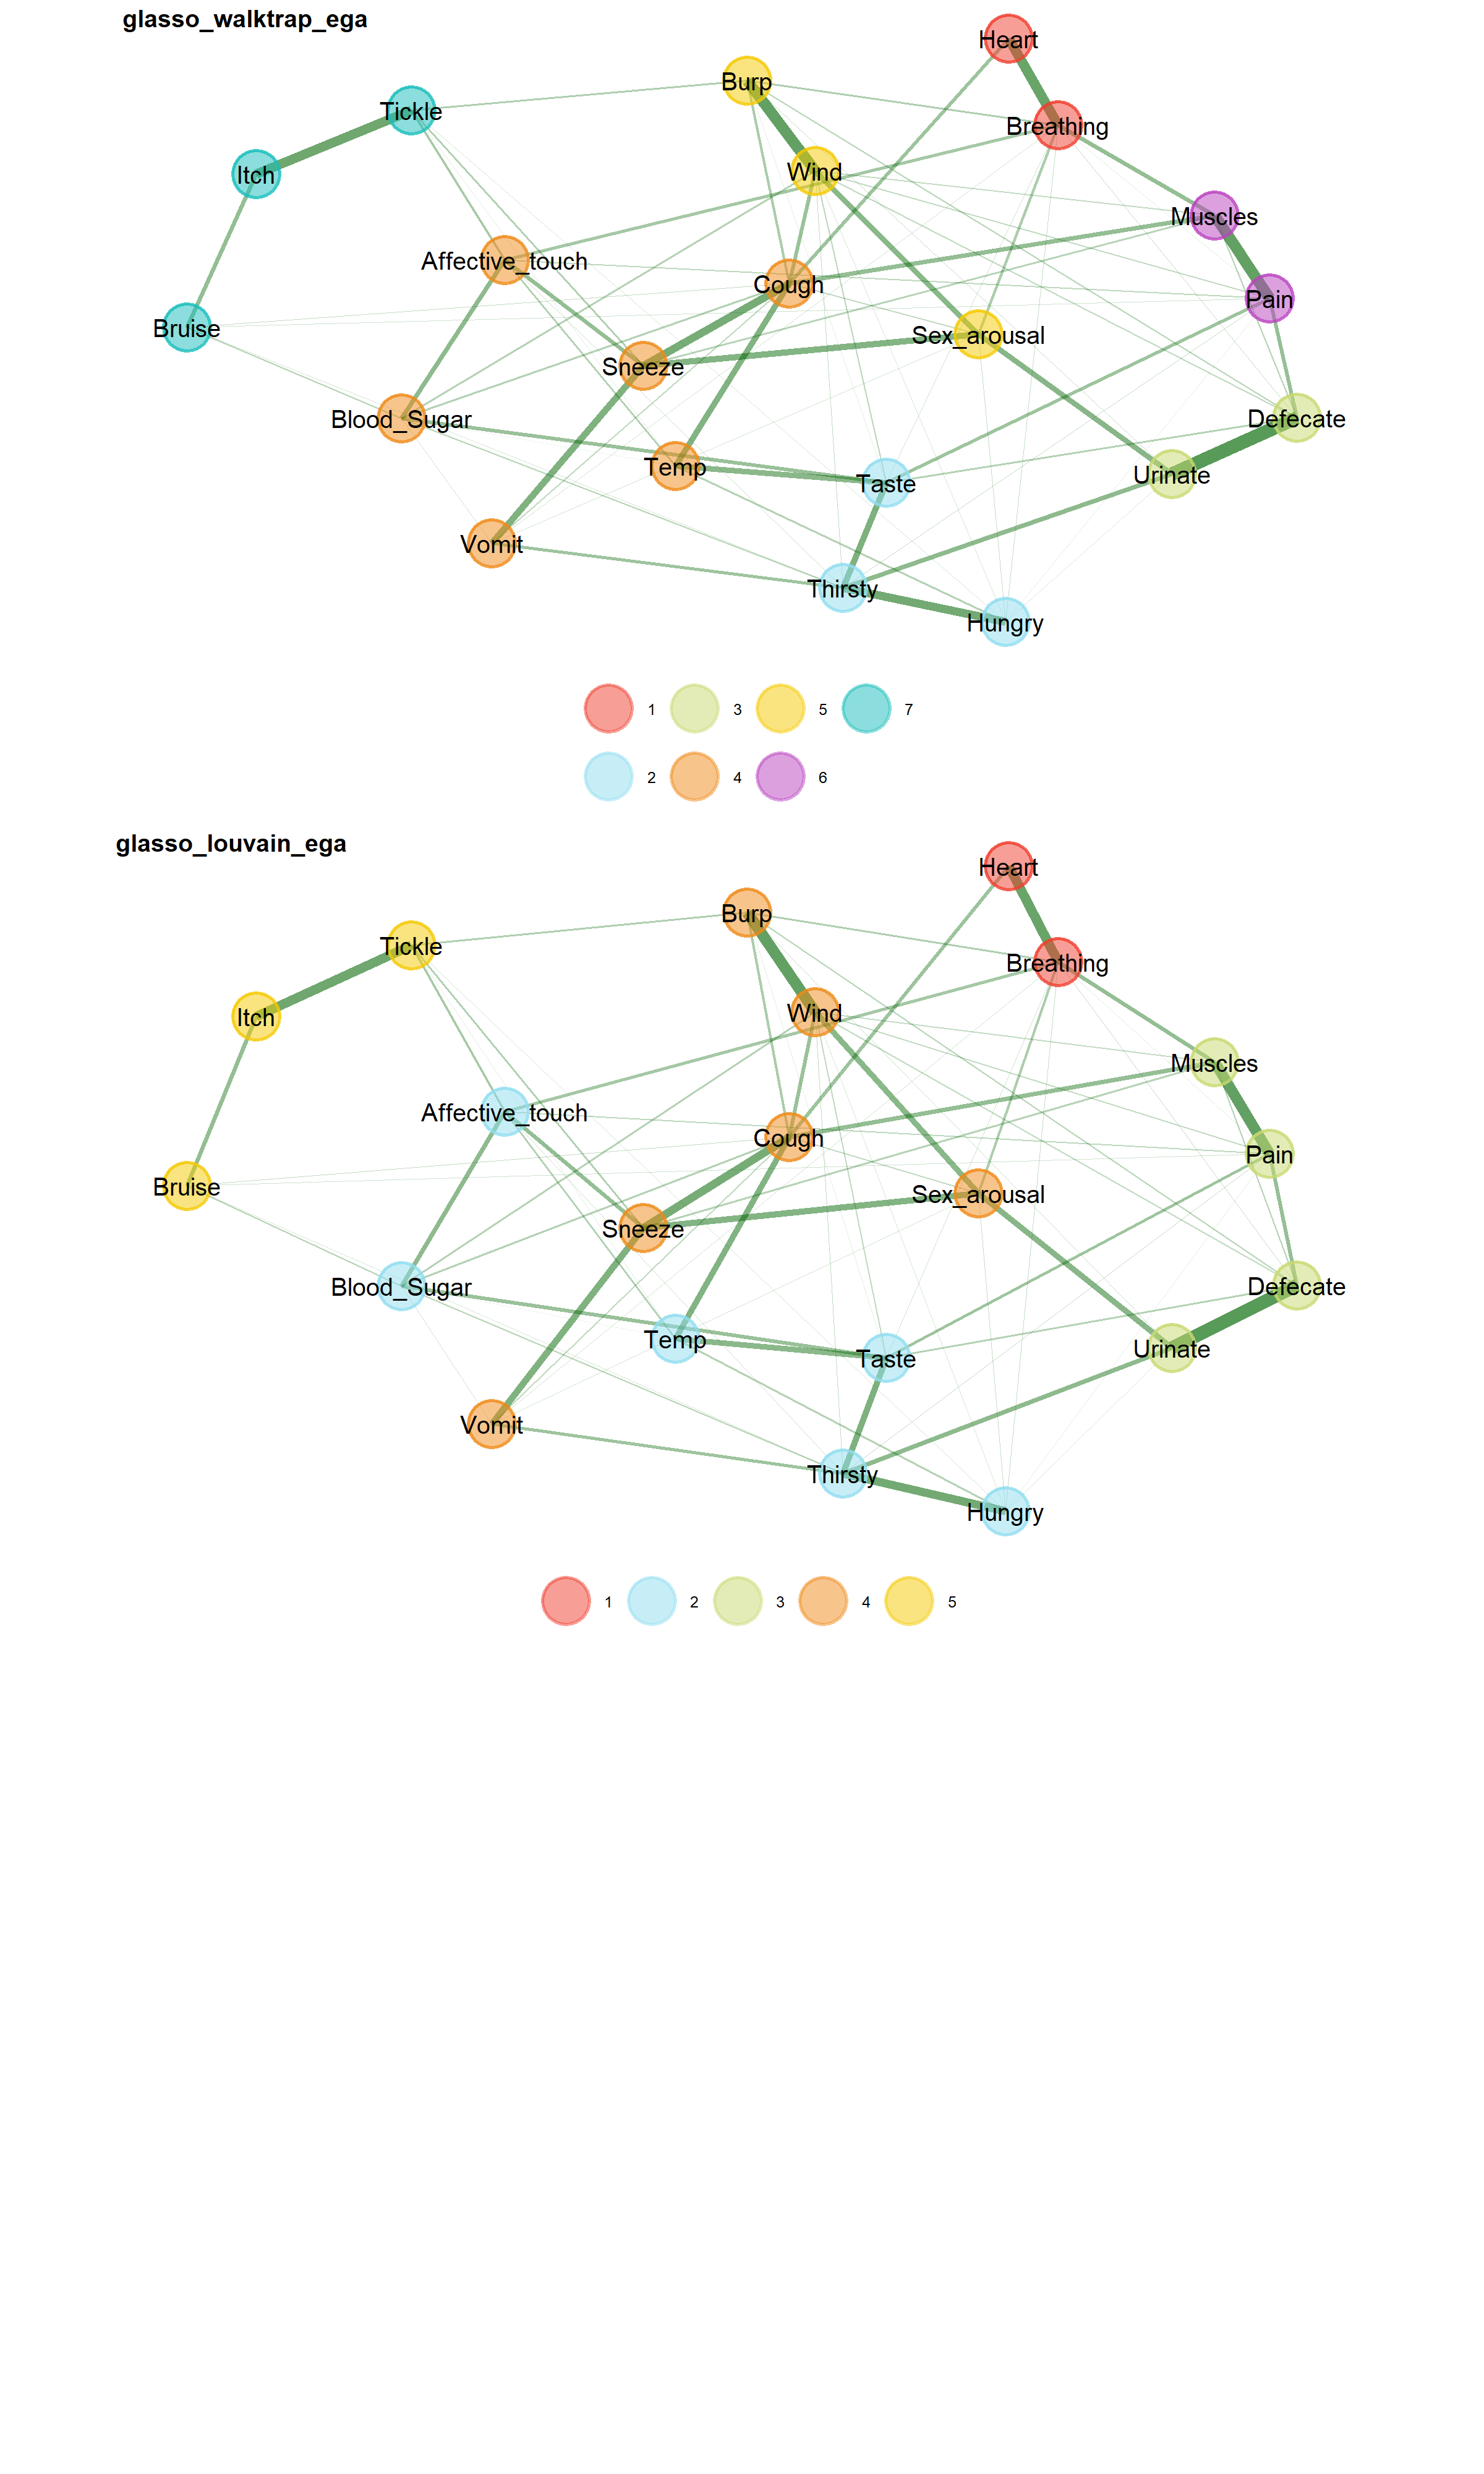 glasso_walktrap_ega
Heart
Burp
Tickle
Breathing
Wind
Itch
Muscles
Affective_touch
Cough
Pain
Bruise
Sex_arousal
Sneeze
Blood_Sugar
Defecate
Temp
Urinate
Taste
Vomit
Thirsty
Hungry
1 3 5 7
2 4 6
glasso_louvain_ega
Heart
Burp
Tickle
Breathing
Wind
Itch
Muscles
Affective_touch
Cough
Pain
Bruise
Sex_arousal
Sneeze
Blood_Sugar
Defecate
Temp
Urinate
Taste
Vomit
Thirsty
Hungry
1 2 3 4 5